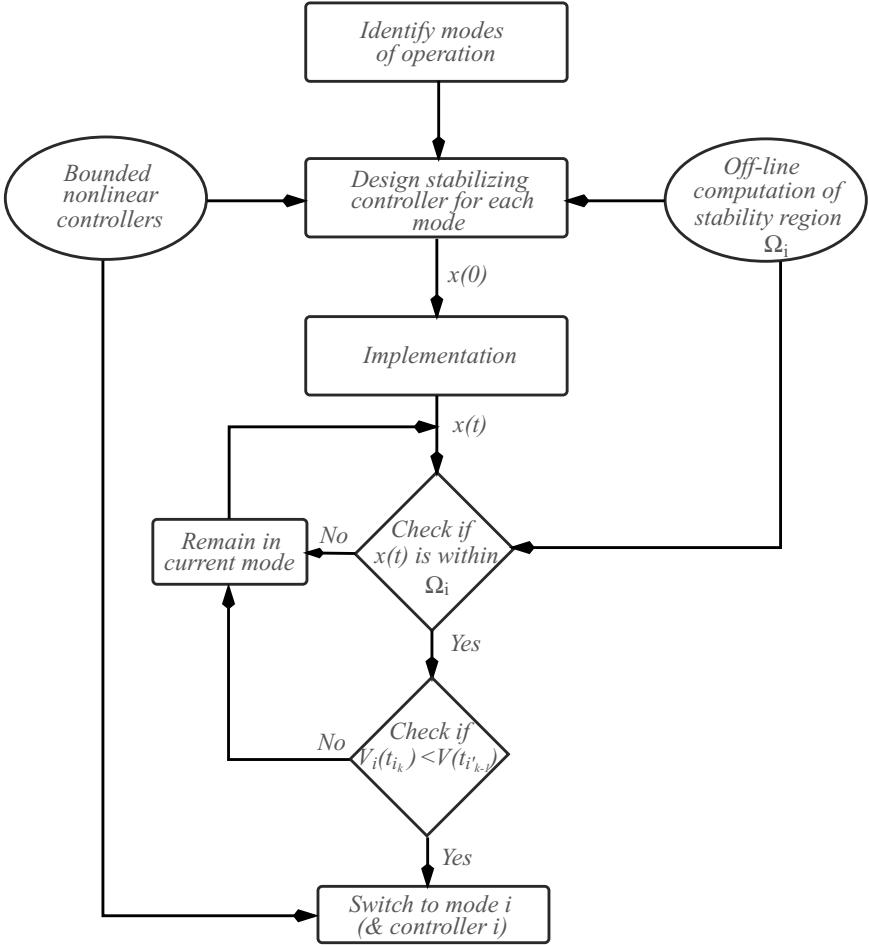 Identify modes
of operation
Bounded
nonlinear
controllers
Design stabilizing
controller for each
mode
Off-line
computation of
stability region
Ωi
x(0)
Implementation
x(t)
Remain in
current mode
No
Check if
x(t) is within
Ωi
Yes
No
Check if
Vi(tik) <V(ti'k-1)
Yes
Switch to mode i
(& controller i)